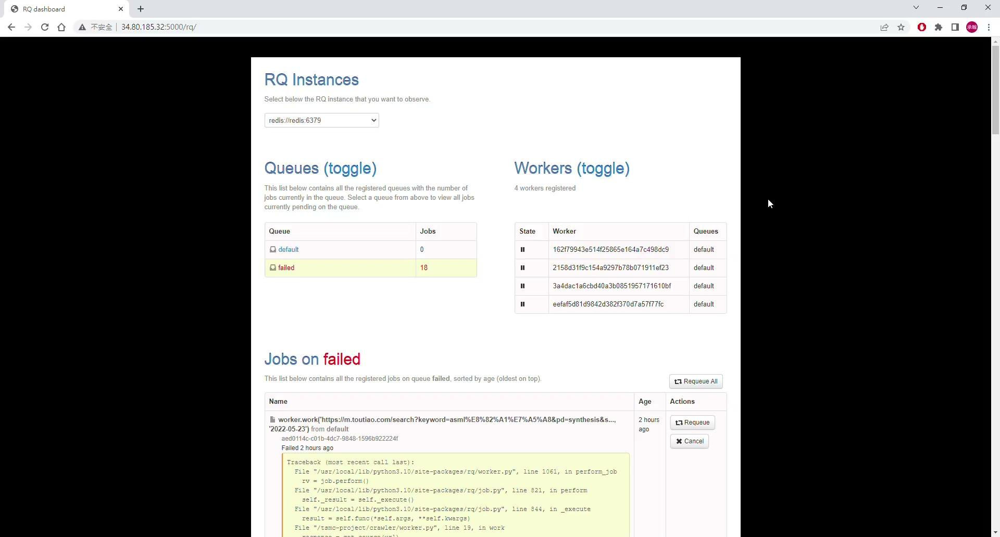 RQ dashboard
不安全 34.80.185.32:5000/rq/
承翰
RQ Instances
Select below the RQ instance that you want to observe.
redis://redis:6379
Queues (toggle)
This list below contains all the registered queues with the number of
jobs currently in the queue. Select a queue from above to view all jobs
currently pending on the queue.
Queue Jobs
default 0
failed 18
Workers (toggle)
4 workers registered
State Worker Queues
162f79943e514f25865e164a7c498dc9 default
2158d31f9c154a9297b78b071911ef23 default
3a4dac1a6cbd40a3b0851957171610bf default
eefaf5d81d9842d382f370d7a57f77fc default
Jobs on failed
This list below contains all the registered jobs on queue failed, sorted by age (oldest on top).
Requeue All
Name Age Actions
worker.work('https://m.toutiao.com/search?keyword=asml%E8%82%A1%E7%A5%A8&pd=synthesis&s...,
'2022-05-23') from default
aed0114c-c01b-4dc7-9848-1596b922224f
Failed 2 hours ago
2 hours
ago
Requeue
Cancel
Traceback (most recent call last):
File "/usr/local/lib/python3.10/site-packages/rq/worker.py", line 1061, in perform_job
rv = job.perform()
File "/usr/local/lib/python3.10/site-packages/rq/job.py", line 821, in perform
self._result = self._execute()
File "/usr/local/lib/python3.10/site-packages/rq/job.py", line 844, in _execute
result = self.func(*self.args, **self.kwargs)
File "/tsmc-project/crawler/worker.py", line 19, in work
response = get_source(url)